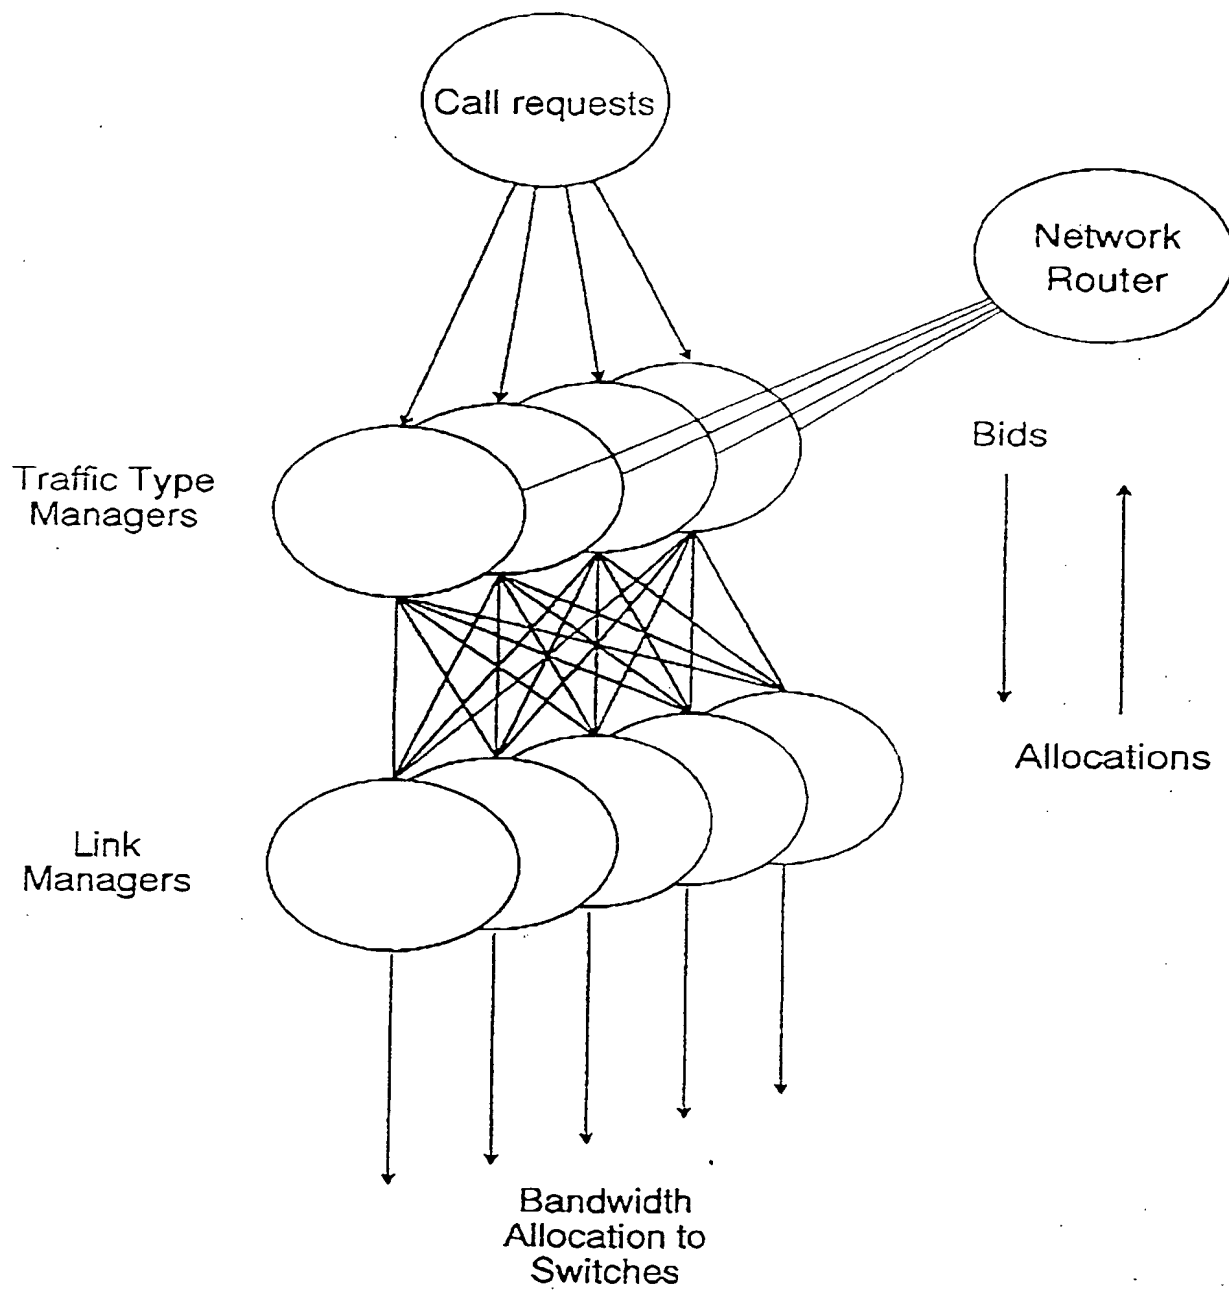 Call requests
Network
Router
Bids
Traffic Type
Managers
Allocations
Link
Managers
Bandwidth
Allocation to
Switches